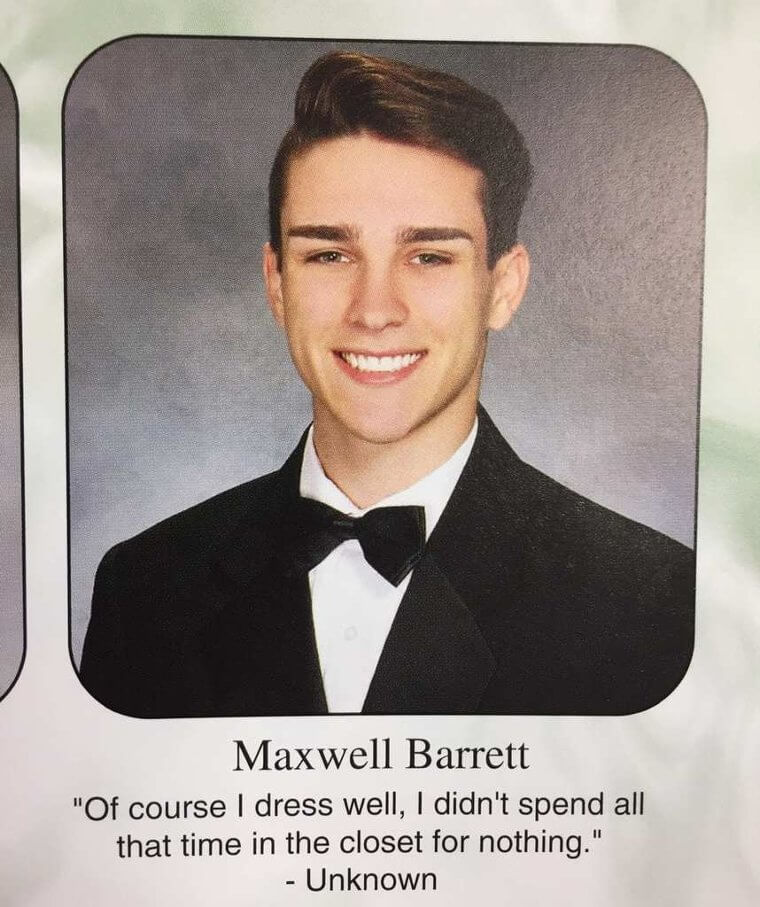 Maxwell Barrett
"Of course I dress well, I didn't spend all
that time in the closet for nothing."
- Unknown